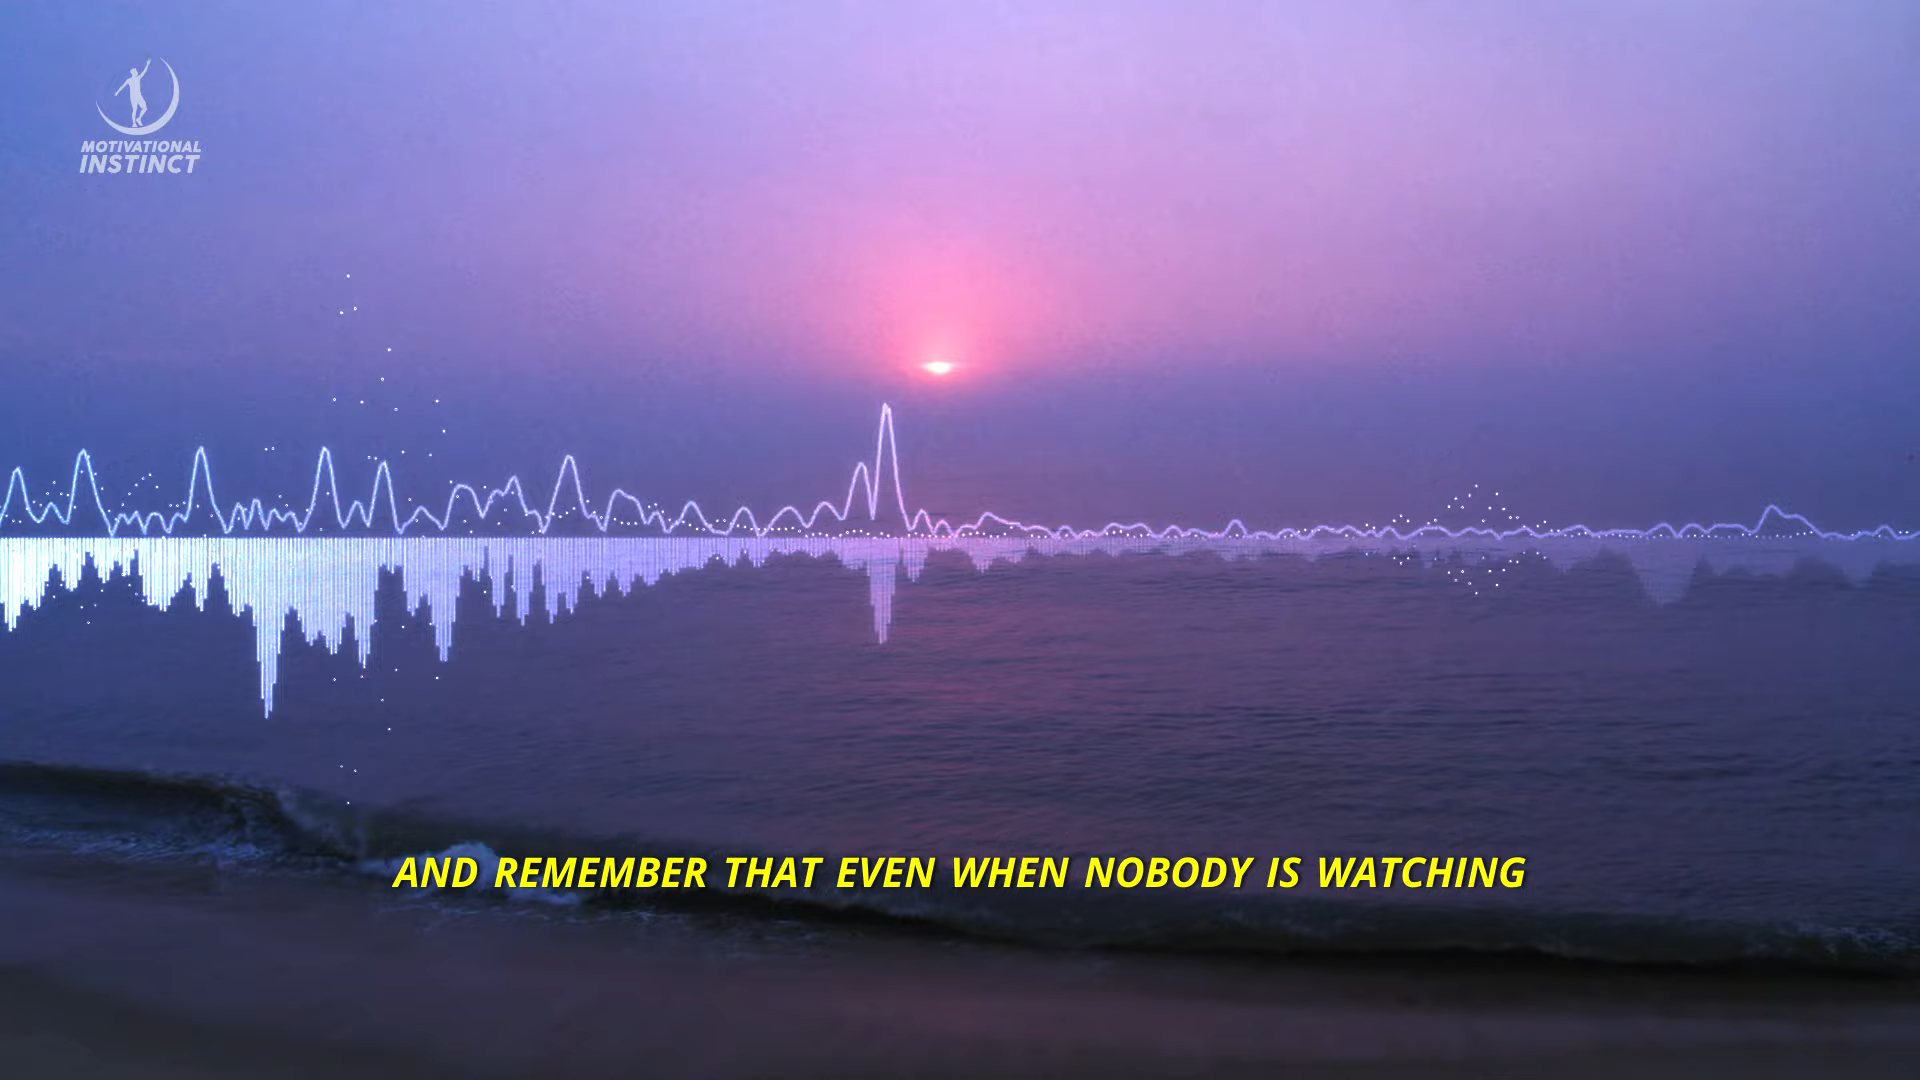 MOTIVATIONAL
INSTINCT
AND REMEMBER THAT EVEN WHEN NOBODY IS WATCHING